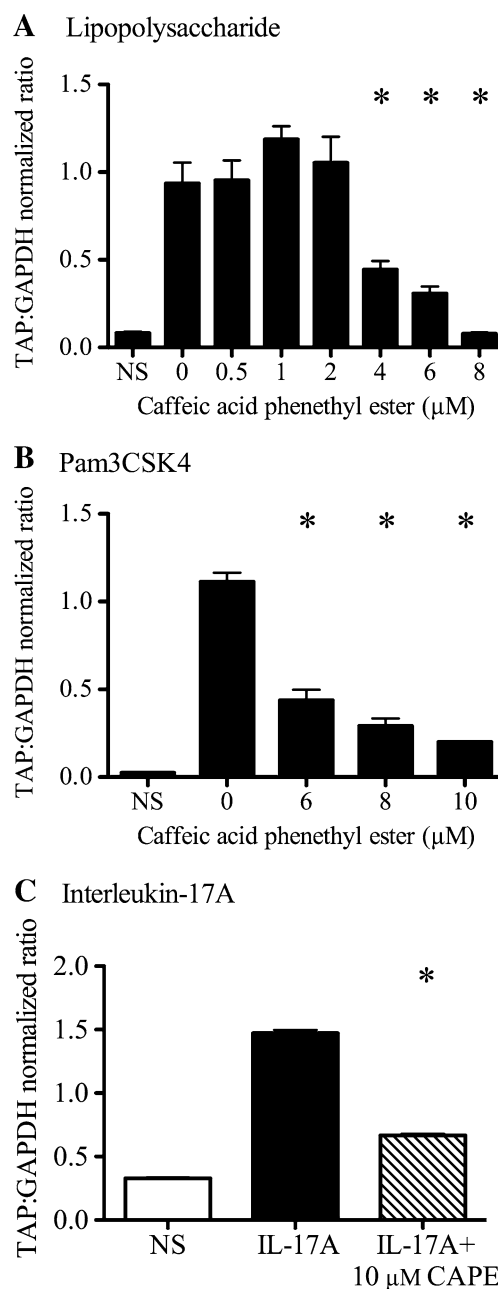 A Lipopolysaccharide
TAP:GAPDH normalized ratio
1.5
1.0
0.5
0.0
* * *
NS 0 0.5 1 2 4 6 8
Caffeic acid phenethyl ester (µM)
B Pam3CSK4
TAP:GAPDH normalized ratio
1.5
1.0
0.5
0.0
* * *
NS 0 6 8 10
Caffeic acid phenethyl ester (µM)
C Interleukin-17A
TAP:GAPDH normalized ratio
2.0
1.5
1.0
0.5
0.0
*
NS IL-17A IL-17A+
10 µM CAPE